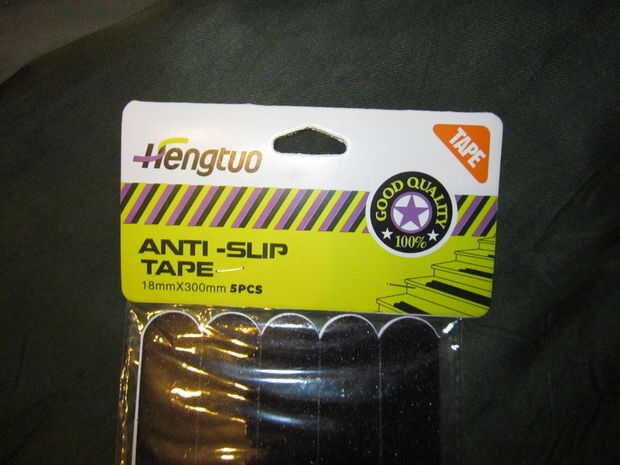 Hengtuo
TAPE
GOOD QUALITY
100%
ANTI-SLIP
TAPE
18mmX300mm 5PCS